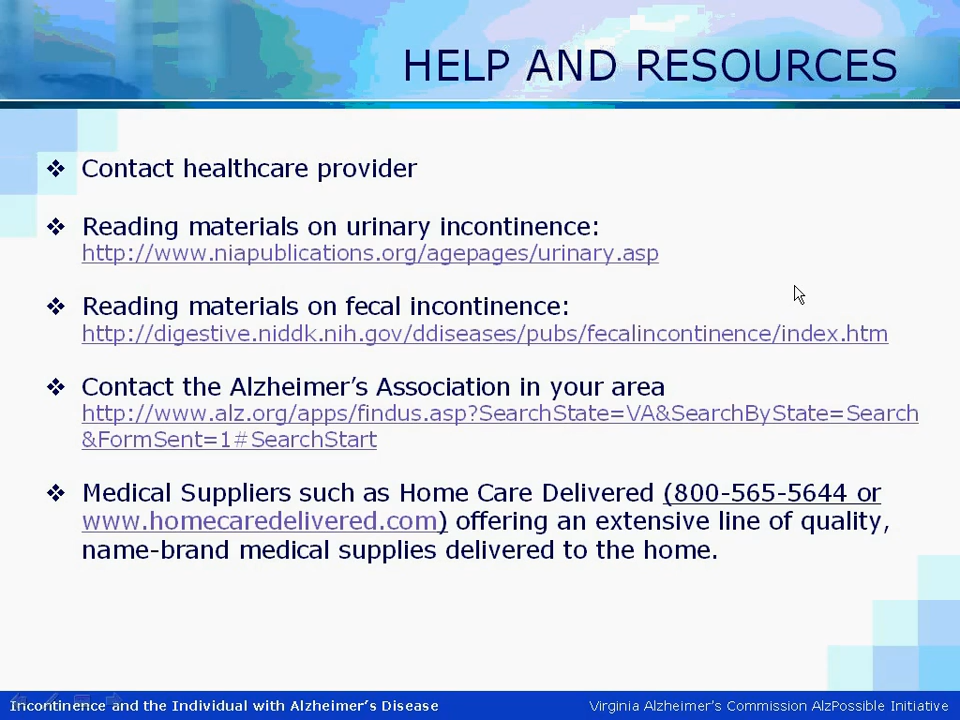 HELP AND RESOURCES
❖ Contact healthcare provider
❖ Reading materials on urinary incontinence:
http://www.niapublications.org/agepages/urinary.asp
❖ Reading materials on fecal incontinence:
http://digestive.niddk.nih.gov/ddiseases/pubs/fecalincontinence/index.htm
❖ Contact the Alzheimer’s Association in your area
http://www.alz.org/apps/findus.asp?SearchState=VA&SearchByState=Search
&FormSent=1#SearchStart
❖ Medical Suppliers such as Home Care Delivered (800-565-5644 or
www.homecaredelivered.com) offering an extensive line of quality,
name-brand medical supplies delivered to the home.
Incontinence and the Individual with Alzheimer’s Disease
Virginia Alzheimer’s Commission AlzPossible Initiative